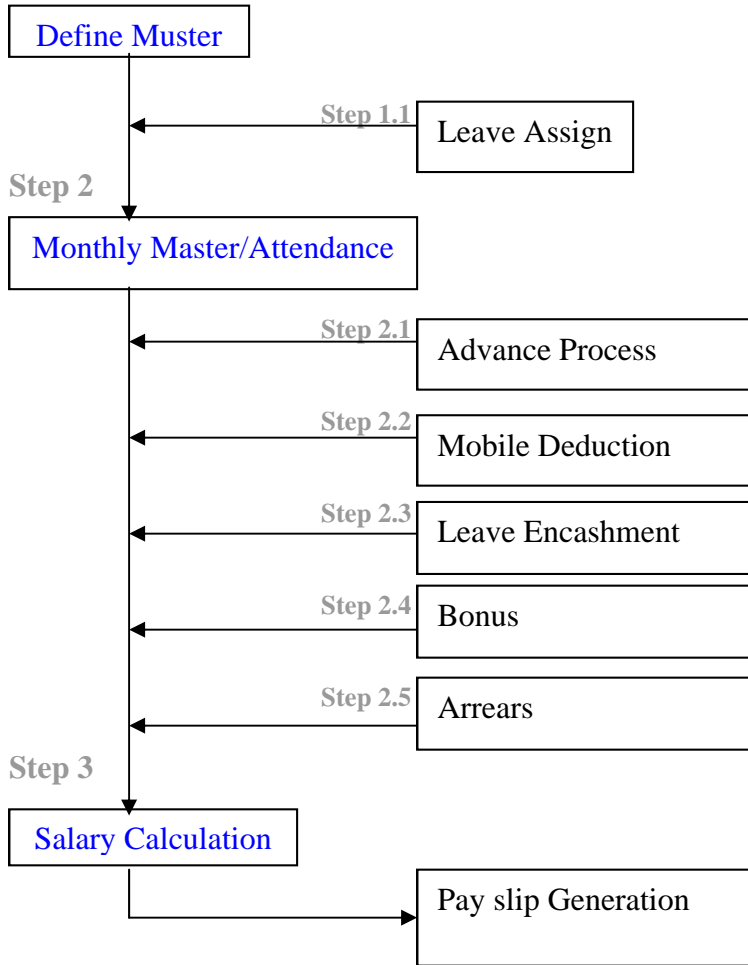 Define Muster
Step 1.1
Leave Assign
Step 2
Monthly Master/Attendance
Step 2.1
Advance Process
Step 2.2
Mobile Deduction
Step 2.3
Leave Encashment
Step 2.4
Bonus
Step 2.5
Arrears
Step 3
Salary Calculation
Pay slip Generation